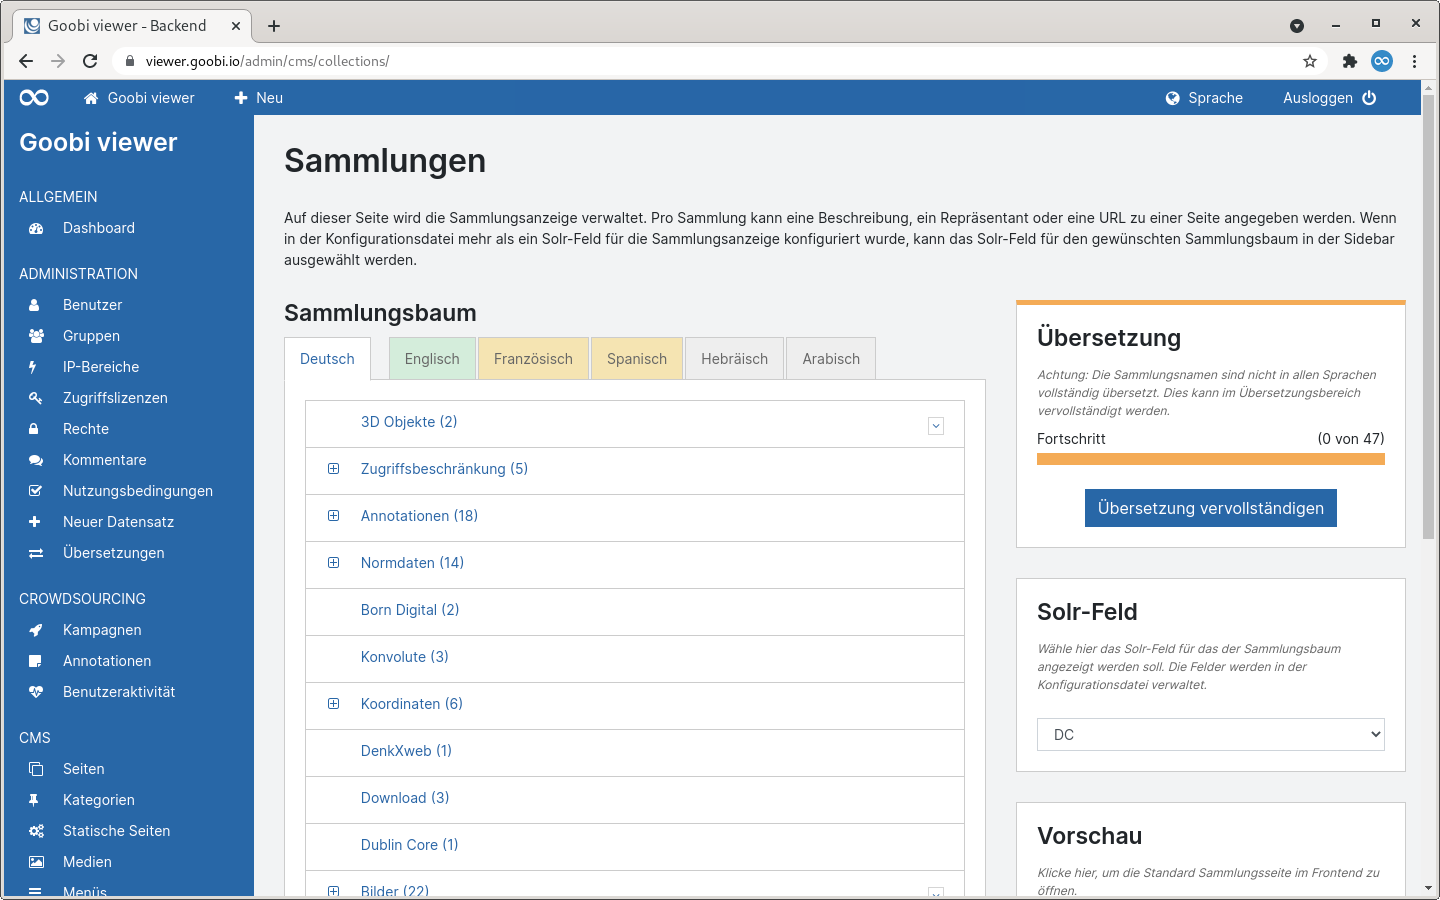 Goobi viewer - Backend
viewer.goobi.io/admin/cms/collections/
Goobi viewer
Neu
Sprache
Ausloggen
Goobi viewer
ALLGEMEIN
Dashboard
ADMINISTRATION
Benutzer
Gruppen
IP-Bereiche
Zugriffslizenzen
Rechte
Kommentare
Nutzungsbedingungen
Neuer Datensatz
Übersetzungen
CROWDSOURCING
Kampagnen
Annotationen
Benutzeraktivität
CMS
Seiten
Kategorien
Statische Seiten
Medien
Menüs
Sammlungen
Auf dieser Seite wird die Sammlungsanzeige verwaltet. Pro Sammlung kann eine Beschreibung, ein Repräsentant oder eine URL zu einer Seite angegeben werden. Wenn
in der Konfigurationsdatei mehr als ein Solr-Feld für die Sammlungsanzeige konfiguriert wurde, kann das Solr-Feld für den gewünschten Sammlungsbaum in der Sidebar
ausgewählt werden.
Sammlungsbaum
Deutsch
Englisch
Französisch
Spanisch
Hebräisch
Arabisch
3D Objekte (2)
Zugriffsbeschränkung (5)
Annotationen (18)
Normdaten (14)
Born Digital (2)
Konvolute (3)
Koordinaten (6)
DenkXweb (1)
Download (3)
Dublin Core (1)
Bilder (22)
Übersetzung
Achtung: Die Sammlungsnamen sind nicht in allen Sprachen
vollständig übersetzt. Dies kann im Übersetzungsbereich
vervollständigt werden.
Fortschritt (0 von 47)
Übersetzung vervollständigen
Solr-Feld
Wähle hier das Solr-Feld für das der Sammlungsbaum
angezeigt werden soll. Die Felder werden in der
Konfigurationsdatei verwaltet.
DC
Vorschau
Klicke hier, um die Standard Sammlungsseite im Frontend zu
öffnen.